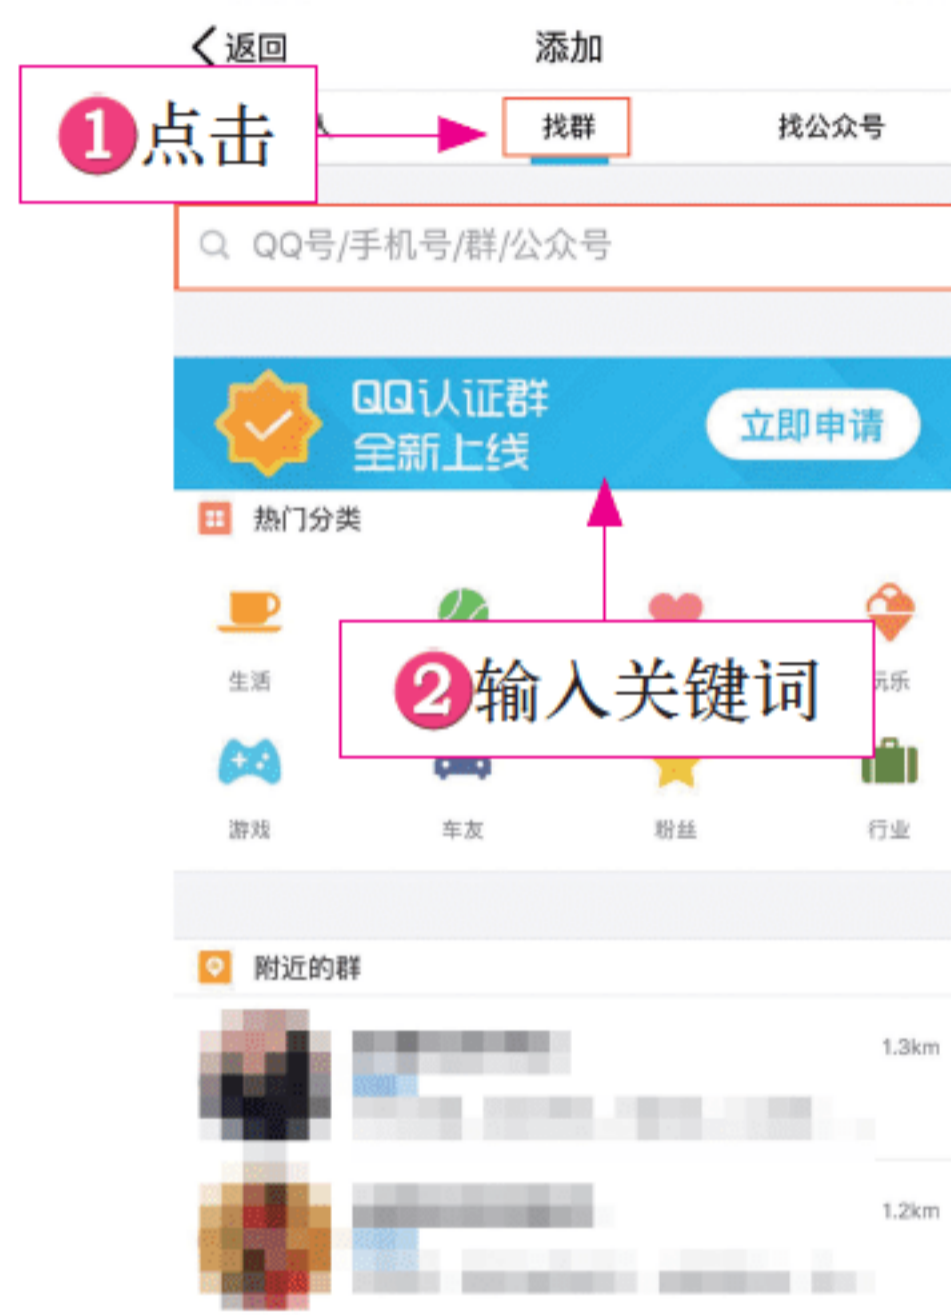 返回
添加
❶点击
人
找群
找公众号
QQ号/手机号/群/公众号
QQ认证群
全新上线
立即申请
热门分类
❷输入关键词
生活
玩乐
游戏
车友
粉丝
行业
附近的群
1.3km
1.2km